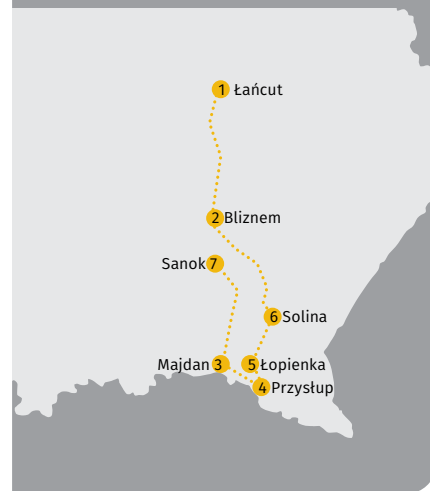 1 Łańcut
2 Bliznem
Sanok 7
6 Solina
Majdan 3
5 Łopienka
4 Przysłup